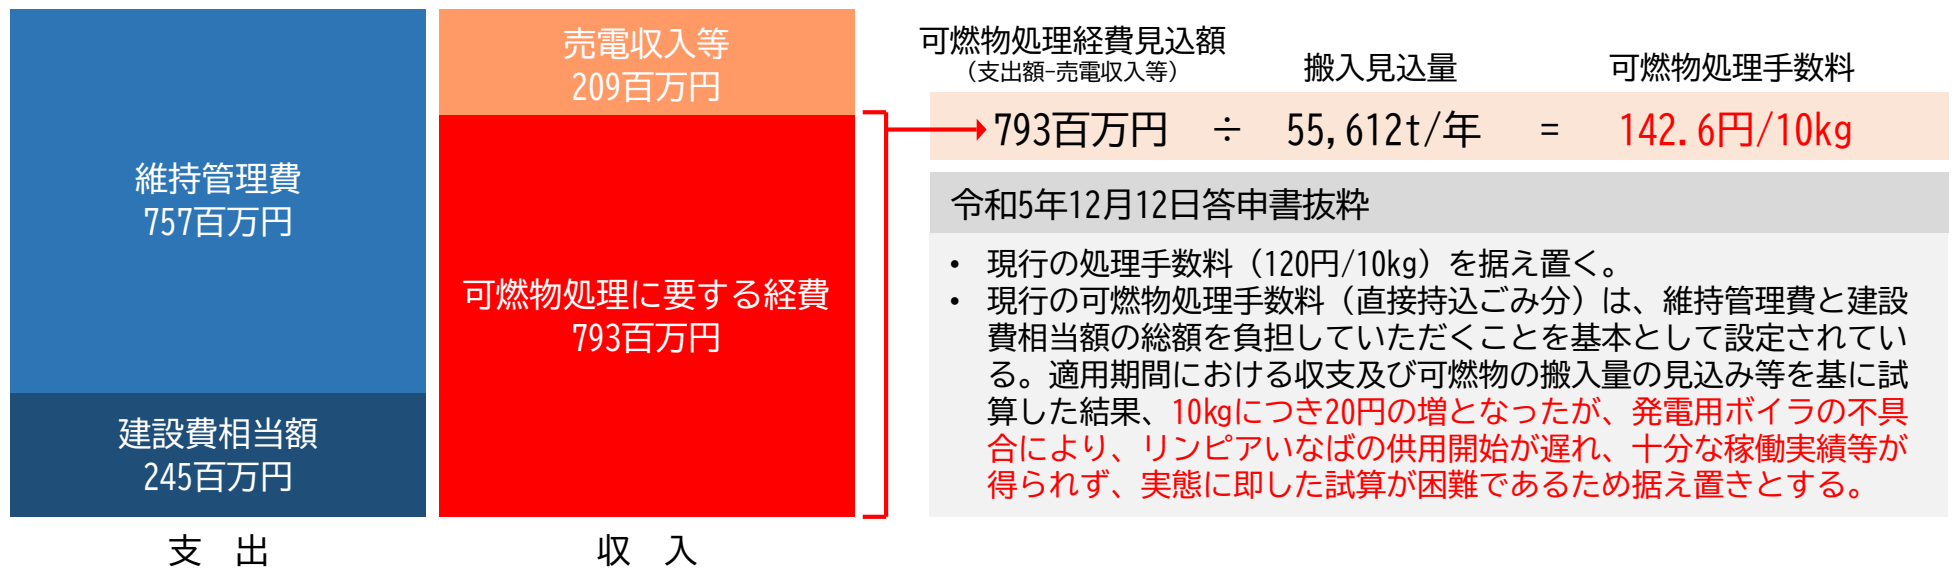 維持管理費
757百万円
建設費相当額
245百万円
支　出
売電収入等
209百万円
可燃物処理に要する経費
793百万円
収　入
可燃物処理経費見込額
（支出額-売電収入等）
搬入見込量
可燃物処理手数料
793百万円 ÷ 55,612t/年 = 142.6円/10kg
令和5年12月12日答申書抜粋
• 現行の処理手数料（120円/10kg）を据え置く。
• 現行の可燃物処理手数料（直接持込ごみ分）は、維持管理費と建設
費相当額の総額を負担していただくことを基本として設定されてい
る。適用期間における収支及び可燃物の搬入量の見込み等を基に試
算した結果、10kgにつき20円の増となったが、発電用ボイラの不具
合により、リンピアいなばの供用開始が遅れ、十分な稼働実績等が
得られず、実態に即した試算が困難であるため据え置きとする。